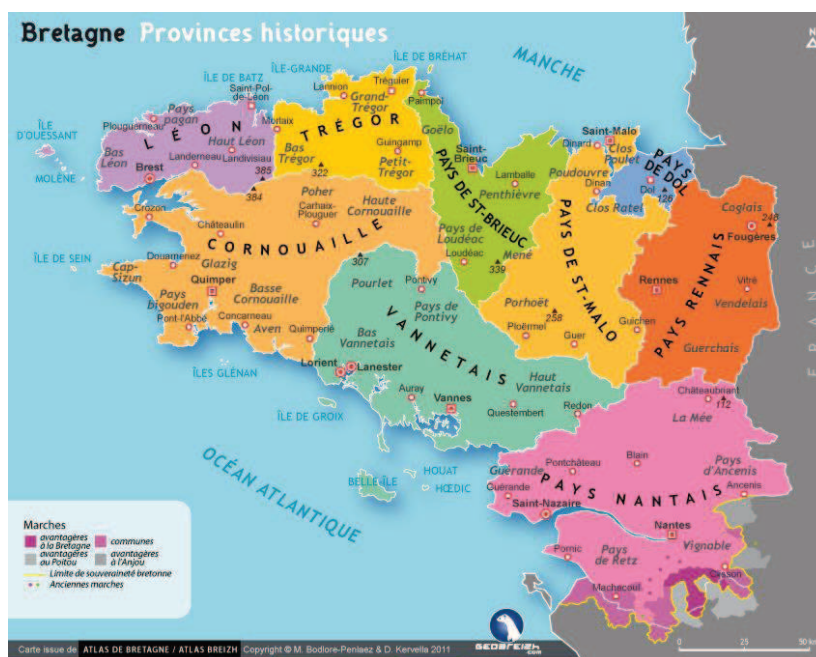 Bretagne Provinces historiques
N
MANCHE
ÎLE DE BRÉHAT
ÎLE-GRANDE
ÎLE DE BATZ
Saint-Pol-
de-Léon
Lannion
Tréguier
Grand-
Trégor
Paimpol
Pays
pagan
Plouguerneau
ÎLE
D'OUESSANT
MOLÈNE
LÉON
Bas
Léon
Haut Léon
Landerneau
Landivisiau
Brest
385
384
Morlaix
TRÉGOR
Bas
Trégor
322
Guingamp
Petit-
Trégor
Goëlo
Saint-
Brieuc
PAYS DE ST-BRIEUC
Lamballe
Penthièvre
Pays de
Loudéac
Loudéac
Mené
339
Saint-Malo
Dinard
Clos
Poulet
Poudouvre
Dinan
Clos Ratel
PAYS
DE DOL
Dol
126
PAYS DE ST-MALO
Porhoët
258
Ploërmel
Guer
Guichen
Coglais
248
Fougères
Rennes
Vitré
Vendelais
PAYS RENNAIS
Guerchais
FRANCE
Crozon
Châteaulin
Poher
Carhaix-
Plouguer
Haute
Cornouaille
CORNOUAILLE
307
ÎLE DE SEIN
Douarnenez
Glazig
Cap-
Sizun
Quimper
Basse
Cornouaille
Pays
bigouden
Pont-l'Abbé
Concarneau
Aven
Quimperlé
ÎLES GLÉNAN
Pourlet
Pontivy
Pays de
Pontivy
VANNETAIS
Bas
Vannetais
Lorient
Lanester
Auray
Vannes
Haut
Vannetais
Questembert
Redon
ÎLE DE GROIX
BELLE-ÎLE
HOUAT
HŒDIC
OCÉAN ATLANTIQUE
Châteaubriant
112
La Mée
Guérande
Guérande
Pontchâteau
Blain
Pays
d'Ancenis
Ancenis
PAYS NANTAIS
Saint-Nazaire
Nantes
Pornic
Pays
de Retz
Vignoble
Clisson
Machecoul
Marches
avantagères
à la Bretagne
communes
avantagères
au Poitou
avantagères
à l'Anjou
Limite de souveraineté bretonne
Anciennes marches
Carte issue de ATLAS DE BRETAGNE / ATLAS BREIZH Copyright © M. Bodlore-Penlaez & D. Kervella 2011
GEOBREIZH
.COM
0 25 50 km